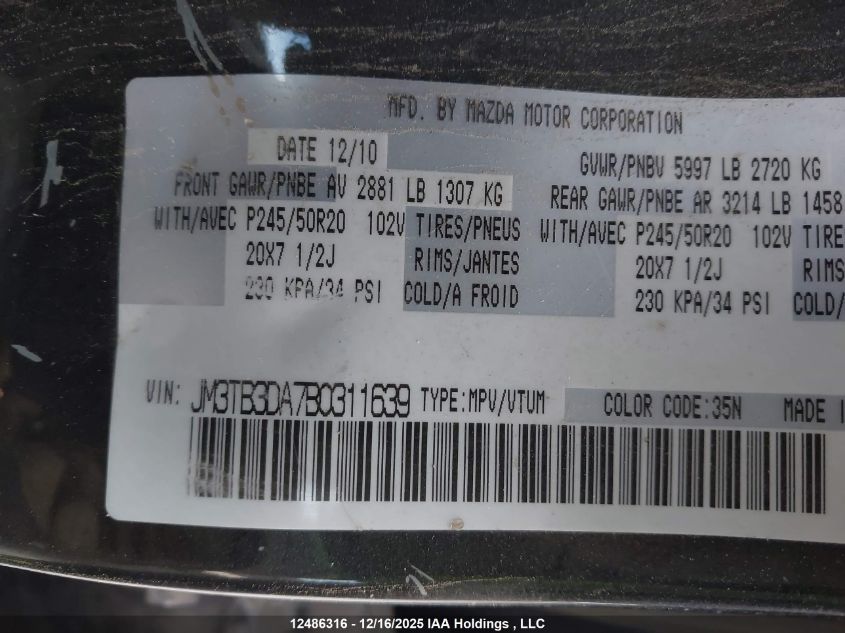 MFD. BY MAZDA MOTOR CORPORATION
DATE 12/10 GVWR/PNBV 5997 LB 2720 KG
FRONT GAWR/PNBE AV 2881 LB 1307 KG REAR GAWR/PNBE AR 3214 LB 1458
WITH/AVEC P245/50R20 102V TIRES/PNEUS WITH/AVEC P245/50R20 102V TIRE
20X7 1/2J RIMS/JANTES 20X7 1/2J RIMS
230 KPA/34 PSI COLD/A FROID 230 KPA/34 PSI COLD/
VIN: JM3TB3DA7B0311639 TYPE:MPV/VTUM COLOR CODE:35N MADE I
12486316 - 12/16/2025 IAA Holdings , LLC